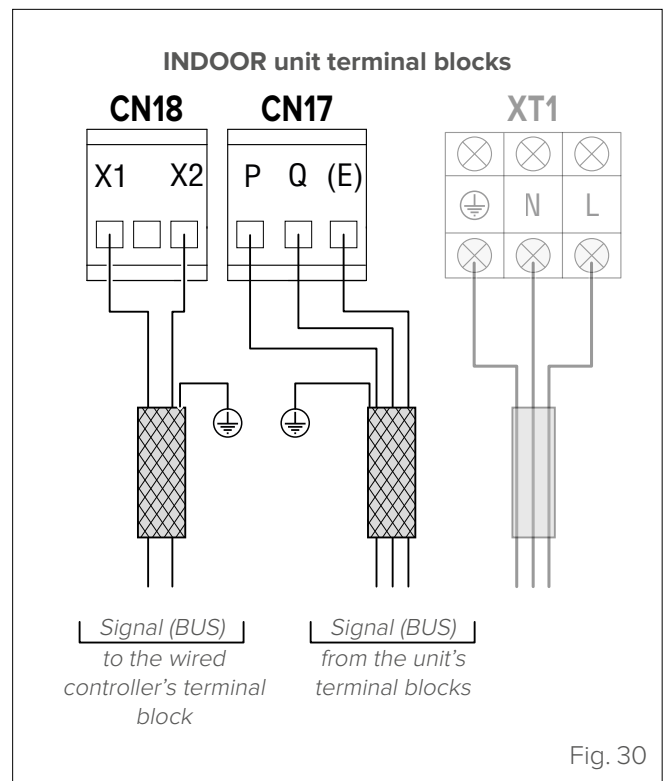 INDOOR unit terminal blocks
CN18 CN17 XT1
X1 X2 P Q (E)
N L
Signal (BUS)
to the wired
controller's terminal
block
Signal (BUS)
from the unit's
terminal blocks
Fig. 30